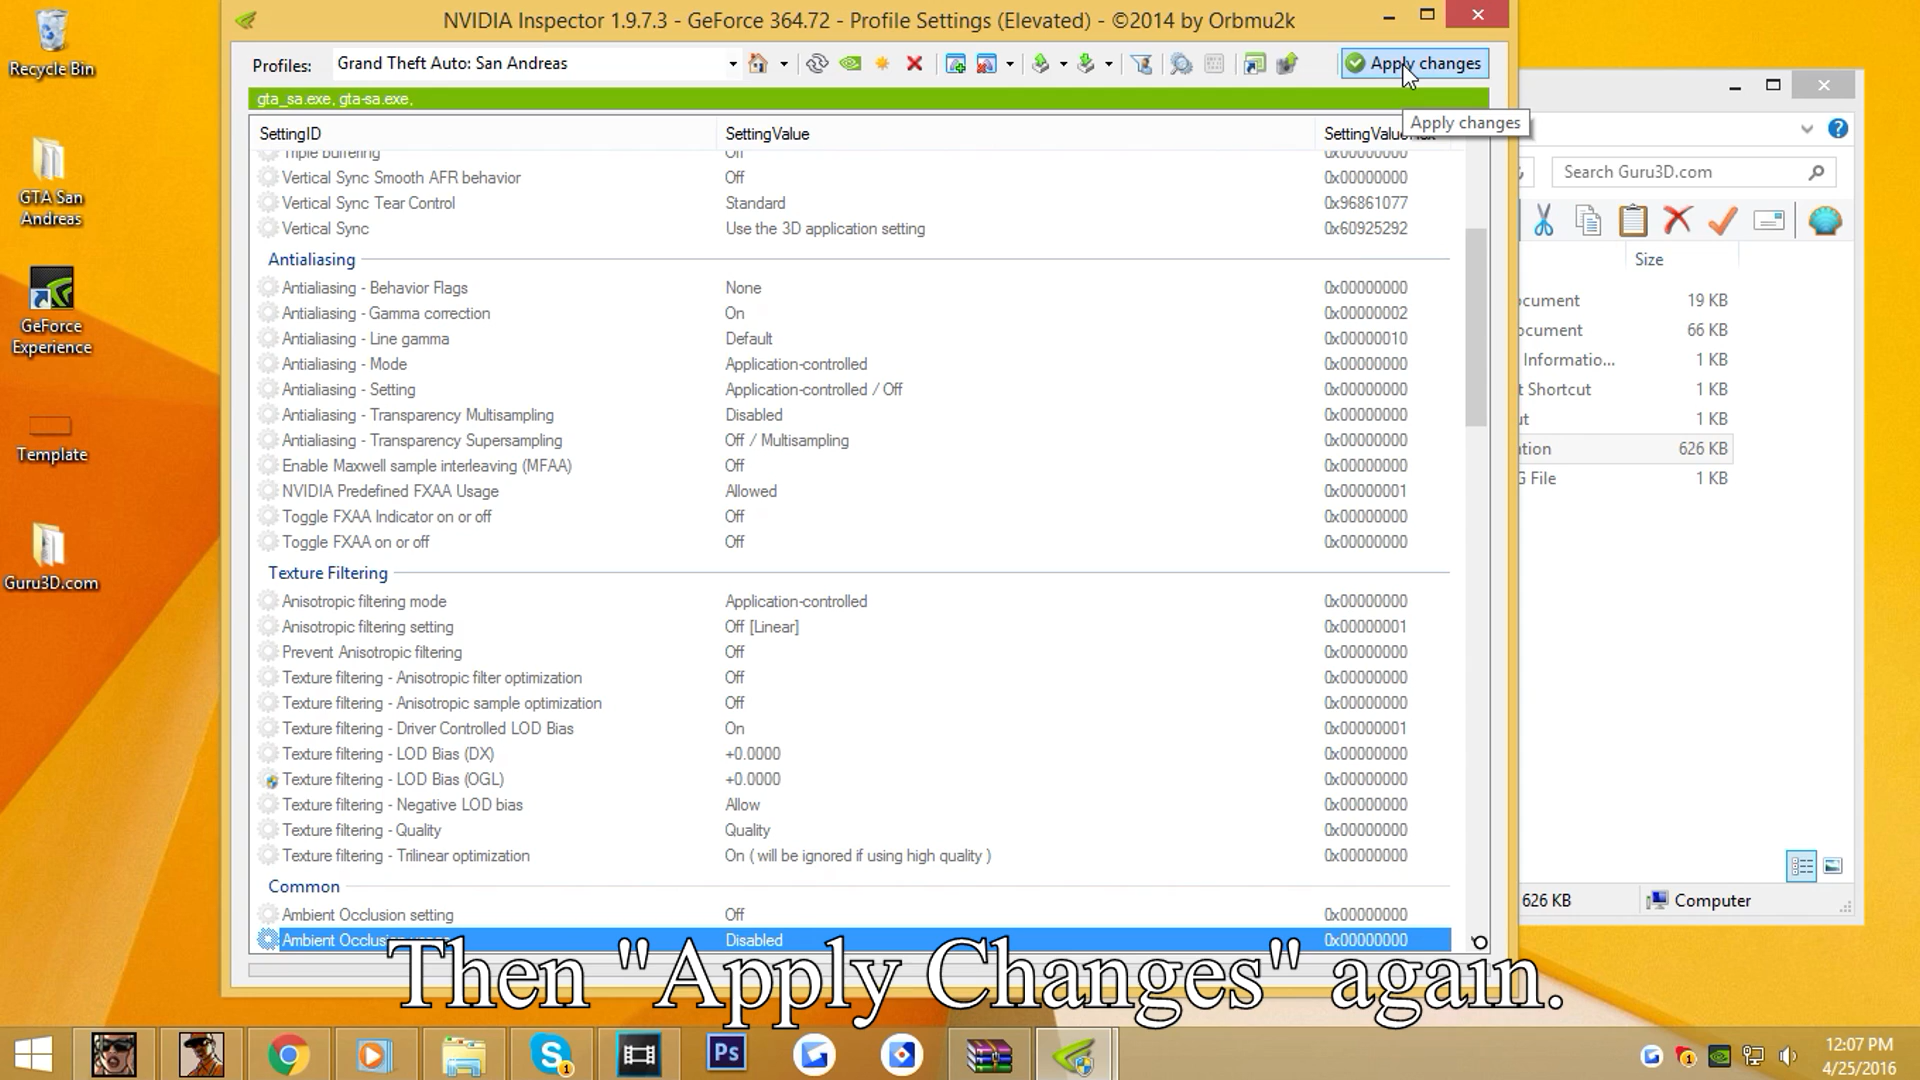 Recycle Bin
GTA San
Andreas
GeForce
Experience
Template
Guru3D.com
NVIDIA Inspector 1.9.7.3 - GeForce 364.72 - Profile Settings (Elevated) - ©2014 by Orbmu2k
Profiles: Grand Theft Auto: San Andreas
Apply changes
gta_sa.exe, gta-sa.exe,
Apply changes
SettingID SettingValue
Triple buffering Off 0x00000000
Vertical Sync Smooth AFR behavior Off 0x00000000
Vertical Sync Tear Control Standard 0x96861077
Vertical Sync Use the 3D application setting 0x60925292
Antialiasing
Antialiasing - Behavior Flags None 0x00000000
Antialiasing - Gamma correction On 0x00000002
Antialiasing - Line gamma Default 0x00000010
Antialiasing - Mode Application-controlled 0x00000000
Antialiasing - Setting Application-controlled / Off 0x00000000
Antialiasing - Transparency Multisampling Disabled 0x00000000
Antialiasing - Transparency Supersampling Off / Multisampling 0x00000000
Enable Maxwell sample interleaving (MFAA) Off 0x00000000
NVIDIA Predefined FXAA Usage Allowed 0x00000001
Toggle FXAA Indicator on or off Off 0x00000000
Toggle FXAA on or off Off 0x00000000
Texture Filtering
Anisotropic filtering mode Application-controlled 0x00000000
Anisotropic filtering setting Off [Linear] 0x00000001
Prevent Anisotropic filtering Off 0x00000000
Texture filtering - Anisotropic filter optimization Off 0x00000000
Texture filtering - Anisotropic sample optimization Off 0x00000000
Texture filtering - Driver Controlled LOD Bias On 0x00000001
Texture filtering - LOD Bias (DX) +0.0000 0x00000000
Texture filtering - LOD Bias (OGL) +0.0000 0x00000000
Texture filtering - Negative LOD bias Allow 0x00000000
Texture filtering - Quality Quality 0x00000000
Texture filtering - Trilinear optimization On ( will be ignored if using high quality ) 0x00000000
Common
Ambient Occlusion setting Off 0x00000000
Ambient Occlusion Disabled 0x00000000
Search Guru3D.com
Size
ocument 19 KB
ocument 66 KB
Informatio... 1 KB
t Shortcut 1 KB
ut 1 KB
ation 626 KB
G File 1 KB
626 KB Computer
Then "Apply Changes" again.
Ps
12:07 PM
4/25/2016